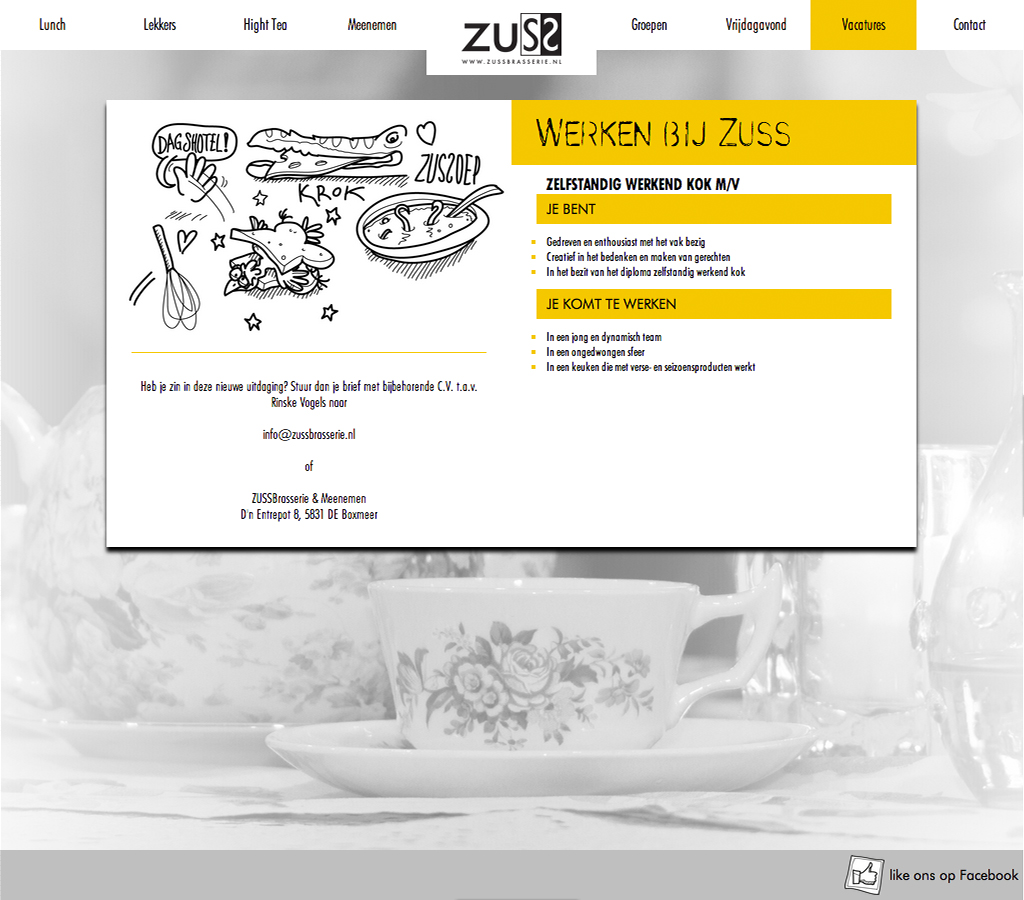 Lunch
Lekkers
Hight Tea
Meenemen
ZUSS
WWW.ZUSSBRASSERIE.NL
Groepen
Vrijdagavond
Vacatures
Contact
DAGSHOTEL!
KROK
ZUSOEP
Heb je zin in deze nieuwe uitdaging? Stuur dan je brief met bijbehorende C.V. t.a.v.
Rinske Vogels naar
info@zussbrasserie.nl
of
ZUSSBrasserie & Meenemen
D'n Entrepot 8, 5831 DE Boxmeer
WERKEN BIJ ZUSS
ZELFSTANDIG WERKEND KOK M/V
JE BENT
Gedreven en enthousiast met het vak bezig
Creatief in het bedenken en maken van gerechten
In het bezit van het diploma zelfstandig werkend kok
JE KOMT TE WERKEN
In een jong en dynamisch team
In een ongedwongen sfeer
In een keuken die met verse- en seizoensproducten werkt
like ons op Facebook